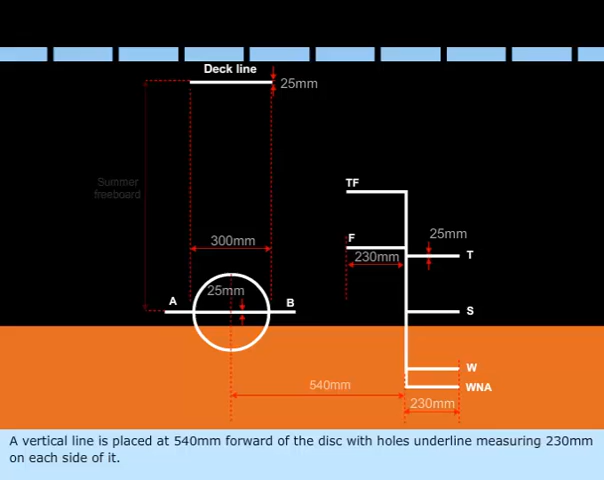 Deck line
25mm
Summer
freeboard
TF
300mm
F
25mm
230mm
T
25mm
A
B
S
W
540mm
WNA
230mm
A vertical line is placed at 540mm forward of the disc with holes underline measuring 230mm
on each side of it.